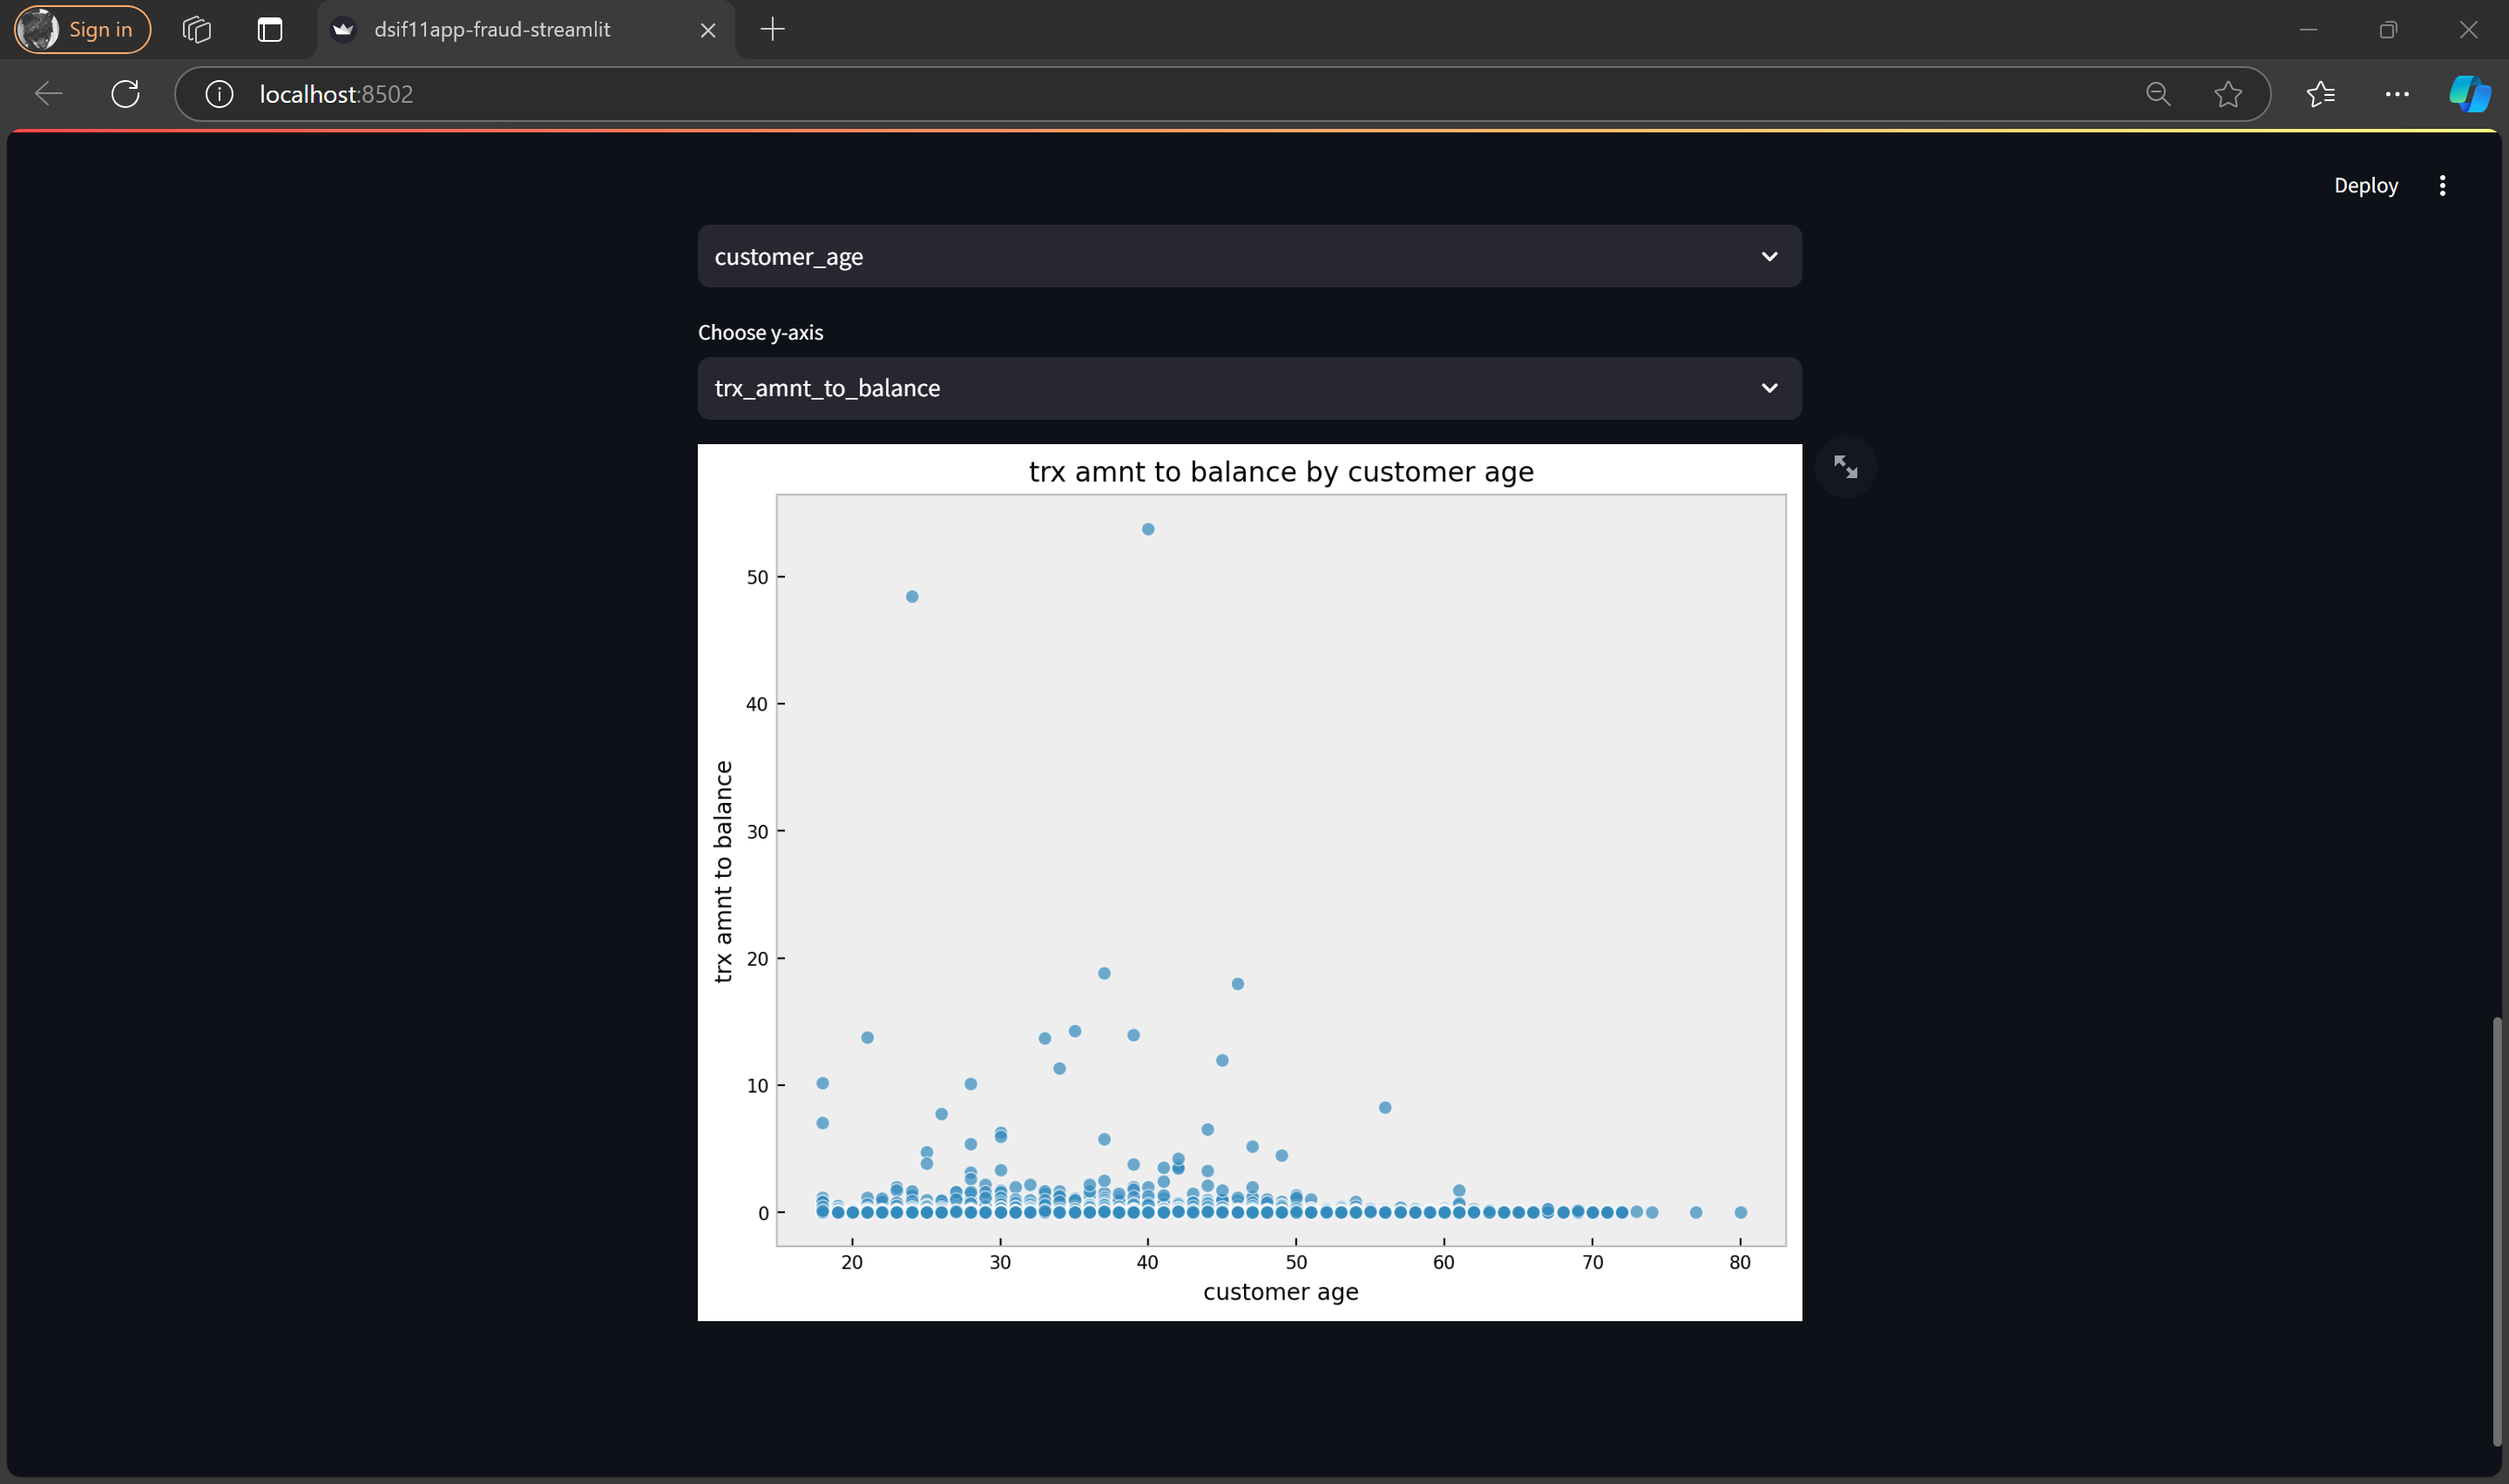 Sign in
dsif11app-fraud-streamlit
localhost:8502
Deploy
customer_age
Choose y-axis
trx_amnt_to_balance
trx amnt to balance by customer age
50
40
30
20
10
0
trx amnt to balance
20 30 40 50 60 70 80
customer age